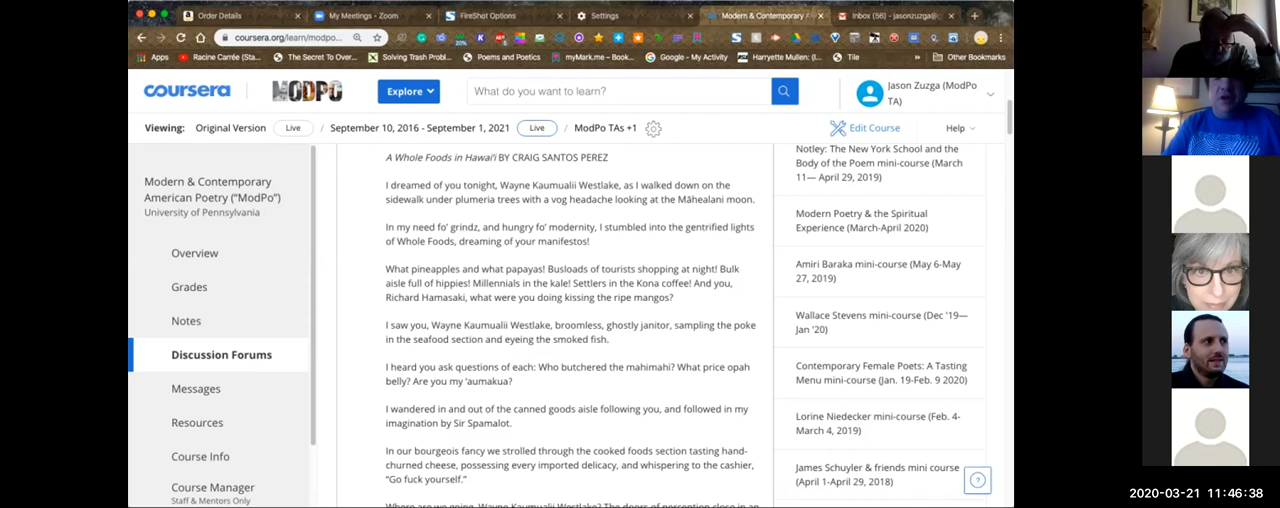 Order Details
My Meetings - Zoom
FireShot Options
Settings
Modern & Contemporary
Inbox (56) - jasonzuzga@
coursera.org/learn/modpo...
20%
Apps
Racine Carrée (Sta...
The Secret To Over...
Solving Trash Probl...
Poems and Poetics
myMark.me – Book...
Google - My Activity
Harryette Mullen: (I...
Tile
Other Bookmarks
coursera
MODPO
Explore
What do you want to learn?
Jason Zuzga (ModPo
TA)
Viewing: Original Version Live / September 10, 2016 - September 1, 2021 Live / ModPo TAs +1
Edit Course
Help
Modern & Contemporary
American Poetry ("ModPo")
University of Pennsylvania
Overview
Grades
Notes
Discussion Forums
Messages
Resources
Course Info
Course Manager
Staff & Mentors Only
A Whole Foods in Hawai'i BY CRAIG SANTOS PEREZ
I dreamed of you tonight, Wayne Kaumualii Westlake, as I walked down on the
sidewalk under plumeria trees with a vog headache looking at the Māhealani moon.
In my need fo' grindz, and hungry fo' modernity, I stumbled into the gentrified lights
of Whole Foods, dreaming of your manifestos!
What pineapples and what papayas! Busloads of tourists shopping at night! Bulk
aisle full of hippies! Millennials in the kale! Settlers in the Kona coffee! And you,
Richard Hamasaki, what were you doing kissing the ripe mangos?
I saw you, Wayne Kaumualii Westlake, broomless, ghostly janitor, sampling the poke
in the seafood section and eyeing the smoked fish.
I heard you ask questions of each: Who butchered the mahimahi? What price opah
belly? Are you my 'aumakua?
I wandered in and out of the canned goods aisle following you, and followed in my
imagination by Sir Spamalot.
In our bourgeois fancy we strolled through the cooked foods section tasting hand-
churned cheese, possessing every imported delicacy, and whispering to the cashier,
"Go fuck yourself."
Where are we going, Wayne Kaumualii Westlake? The doors of perception close in an
Notley: The New York School and the
Body of the Poem mini-course (March
11— April 29, 2019)
Modern Poetry & the Spiritual
Experience (March-April 2020)
Amiri Baraka mini-course (May 6-May
27, 2019)
Wallace Stevens mini-course (Dec '19—
Jan '20)
Contemporary Female Poets: A Tasting
Menu mini-course (Jan. 19-Feb. 9 2020)
Lorine Niedecker mini-course (Feb. 4-
March 4, 2019)
James Schuyler & friends mini course
(April 1-April 29, 2018)
2020-03-21 11:46:38